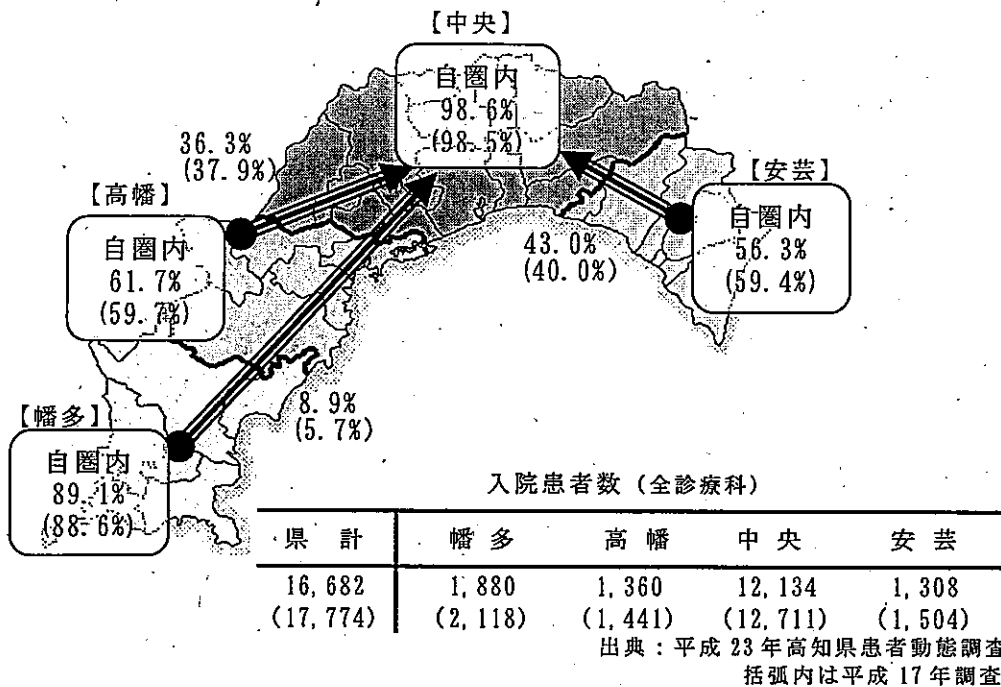 【中央】
自圏内
98.6%
(98.5%)
36.3%
(37.9%)
【高幡】
自圏内
61.7%
(59.7%)
【安芸】
自圏内
56.3%
(59.4%)
43.0%
(40.0%)
8.9%
(5.7%)
【幡多】
自圏内
89.1%
(88.6%)
入院患者数（全診療科）
県計 幡多 高幡 中央 安芸
16,682 1,880 1,360 12,134 1,308
(17,774) (2,118) (1,441) (12,711) (1,504)
出典：平成23年高知県患者動態調査
括弧内は平成17年調査